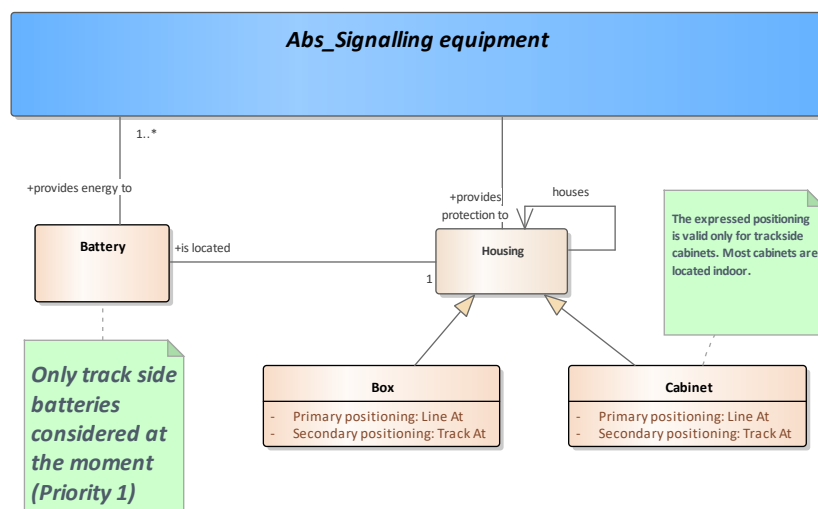 Abs_Signalling equipment
1..*
+provides energy to
+provides
protection to
houses
The expressed positioning
is valid only for trackside
cabinets. Most cabinets are
located indoor.
Battery
+is located
1
Housing
Only track side
batteries
considered at
the moment
(Priority 1)
Box
- Primary positioning: Line At
- Secondary positioning: Track At
Cabinet
- Primary positioning: Line At
- Secondary positioning: Track At